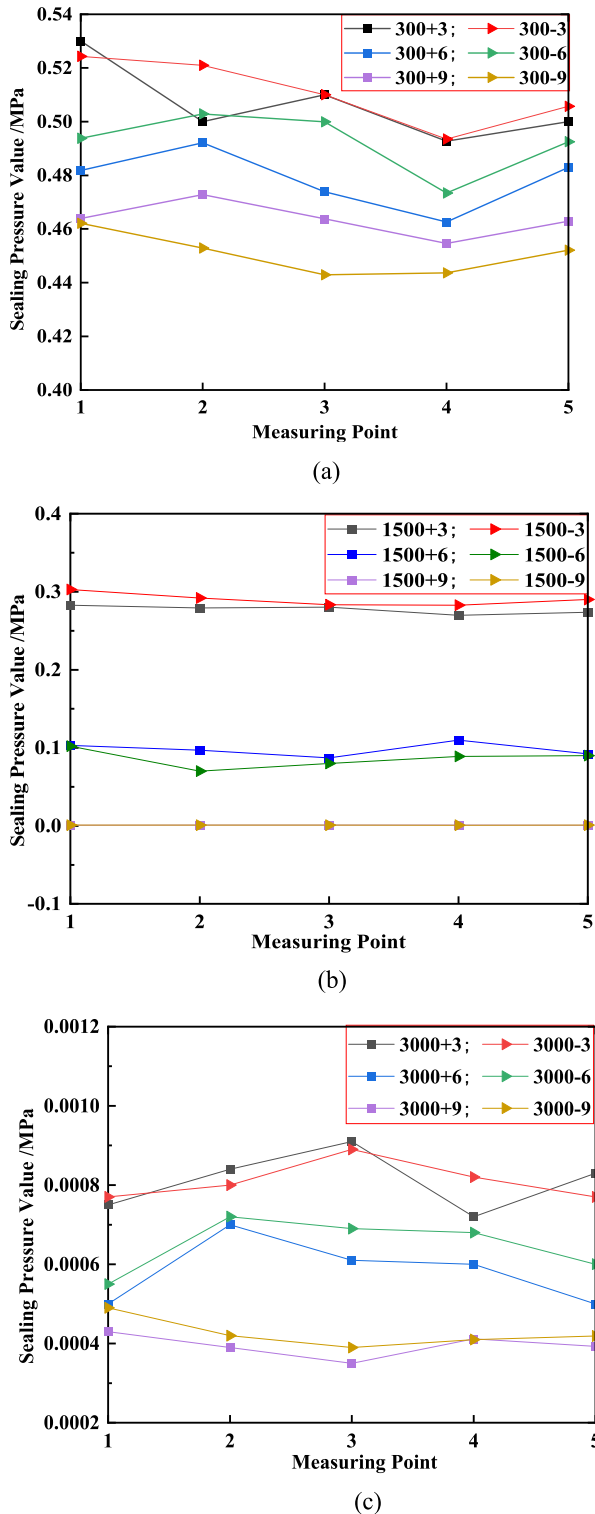 0.54
300+3; 300-3
300+6; 300-6
300+9; 300-9
0.52
0.50
0.48
0.46
0.44
0.42
0.40
Sealing Pressure Value /MPa
1 2 3 4 5
Measuring Point
(a)
0.4
1500+3; 1500-3
1500+6; 1500-6
1500+9; 1500-9
0.3
0.2
0.1
0.0
-0.1
Sealing Pressure Value /MPa
1 2 3 4 5
Measuring Point
(b)
0.0012
3000+3; 3000-3
3000+6; 3000-6
3000+9; 3000-9
0.0010
0.0008
0.0006
0.0004
0.0002
Sealing Pressure Value /MPa
1 2 3 4 5
Measuring Point
(c)